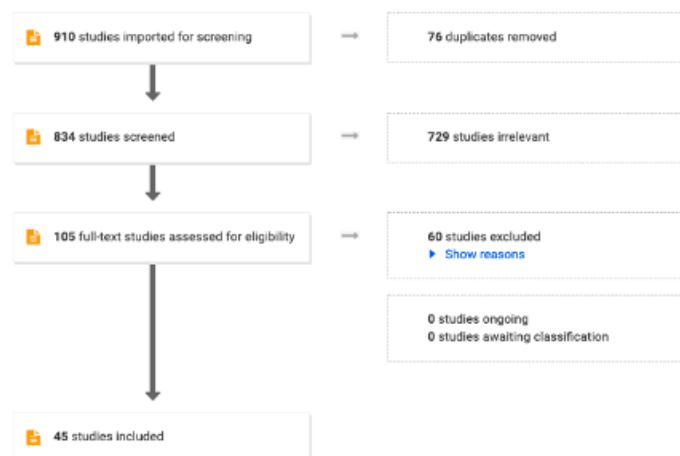 910 studies imported for screening
76 duplicates removed
834 studies screened
729 studies irrelevant
105 full-text studies assessed for eligibility
60 studies excluded
Show reasons
0 studies ongoing
0 studies awaiting classification
45 studies included